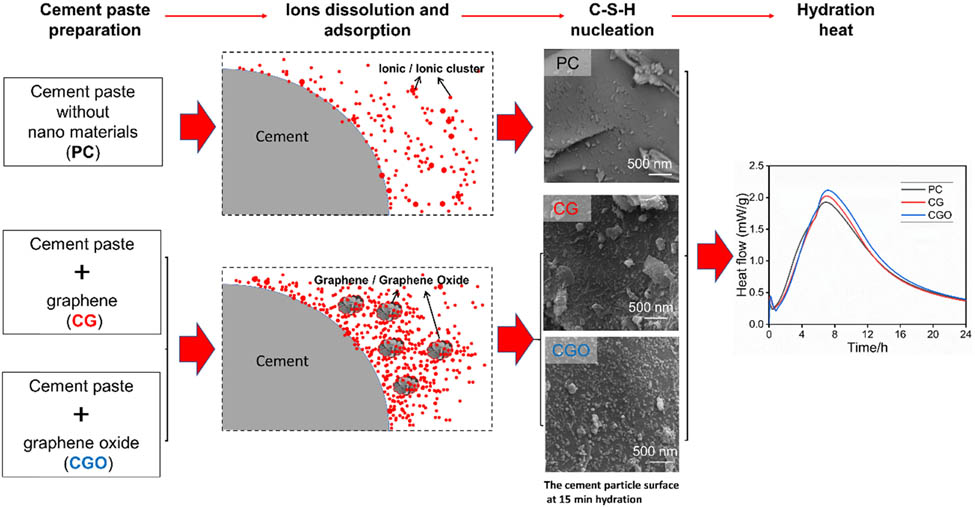 Cement paste
preparation
Ions dissolution and
adsorption
C-S-H
nucleation
Hydration
heat
Cement paste
without
nano materials
(PC)
Ionic / Ionic cluster
Cement
PC
500 nm
Cement paste
+
graphene
(CG)
Cement paste
+
graphene oxide
(CGO)
Graphene / Graphene Oxide
Cement
CG
500 nm
CGO
500 nm
The cement particle surface
at 15 min hydration
Heat flow (mW/g)
2.5
2.0
1.5
1.0
0.5
0.0
PC
CG
CGO
0 4 8 12 16 20 24
Time/h